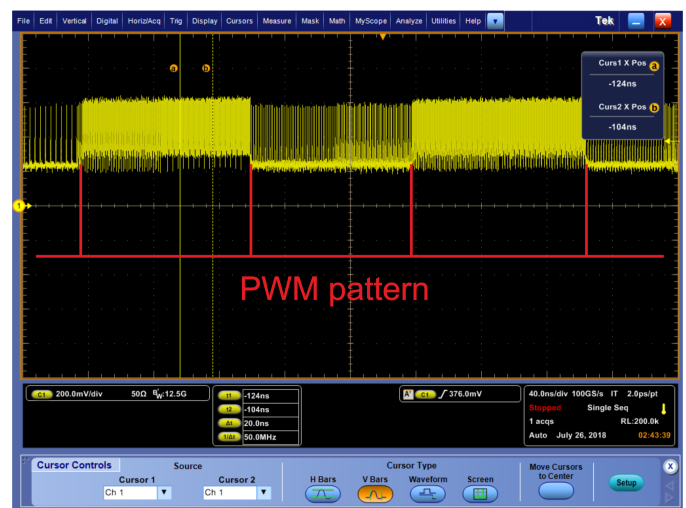 File Edit Vertical Digital Horiz/Acq Trig Display Cursors Measure Mask Math MyScope Analyze Utilities Help Tek X
a b
Curs1 X Pos a
-124ns
Curs2 X Pos b
-104ns
1
PWM pattern
C1 200.0mV/div 50Ω BW:12.5G
t1 -124ns
t2 -104ns
Δt 20.0ns
1/Δt 50.0MHz
A' C1 376.0mV
40.0ns/div 100GS/s IT 2.0ps/pt
Stopped Single Seq
1 acqs RL:200.0k
Auto July 26, 2018 02:43:39
Cursor Controls
Source
Cursor 1 Cursor 2
Ch 1 Ch 1
Cursor Type
H Bars V Bars Waveform Screen
Move Cursors
to Center
Setup
X